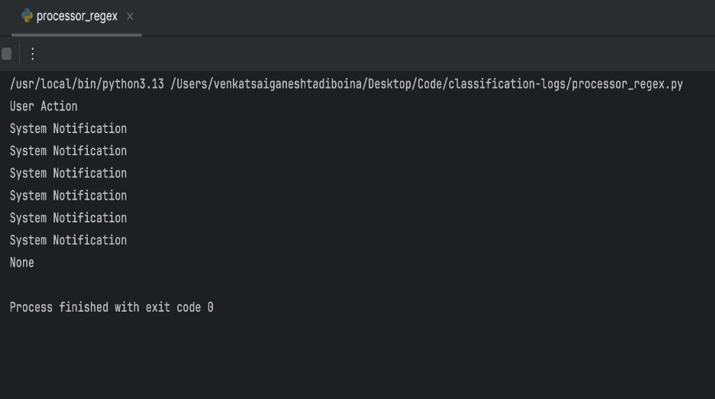 processor_regex
/usr/local/bin/python3.13 /Users/venkatsaiganeshtadiboina/Desktop/Code/classification-logs/processor_regex.py
User Action
System Notification
System Notification
System Notification
System Notification
System Notification
System Notification
None
Process finished with exit code 0